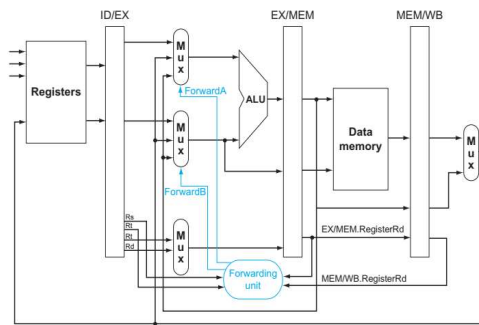 ID/EX
EX/MEM
MEM/WB
Mux
Registers
ForwardA
ALU
Mux
Data
memory
Mux
ForwardB
Rs
Rt
Rt
Rd
Mux
EX/MEM.RegisterRd
Forwarding
unit
MEM/WB.RegisterRd